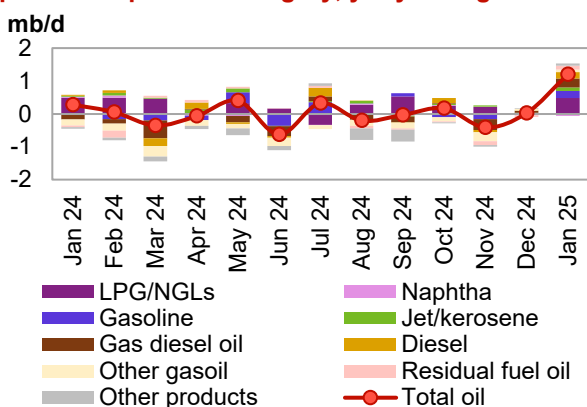 mb/d
2
1
0
-1
-2
Jan 24
Feb 24
Mar 24
Apr 24
May 24
Jun 24
Jul 24
Aug 24
Sep 24
Oct 24
Nov 24
Dec 24
Jan 25
LPG/NGLs
Naphtha
Gasoline
Jet/kerosene
Gas diesel oil
Diesel
Other gasoil
Residual fuel oil
Other products
Total oil